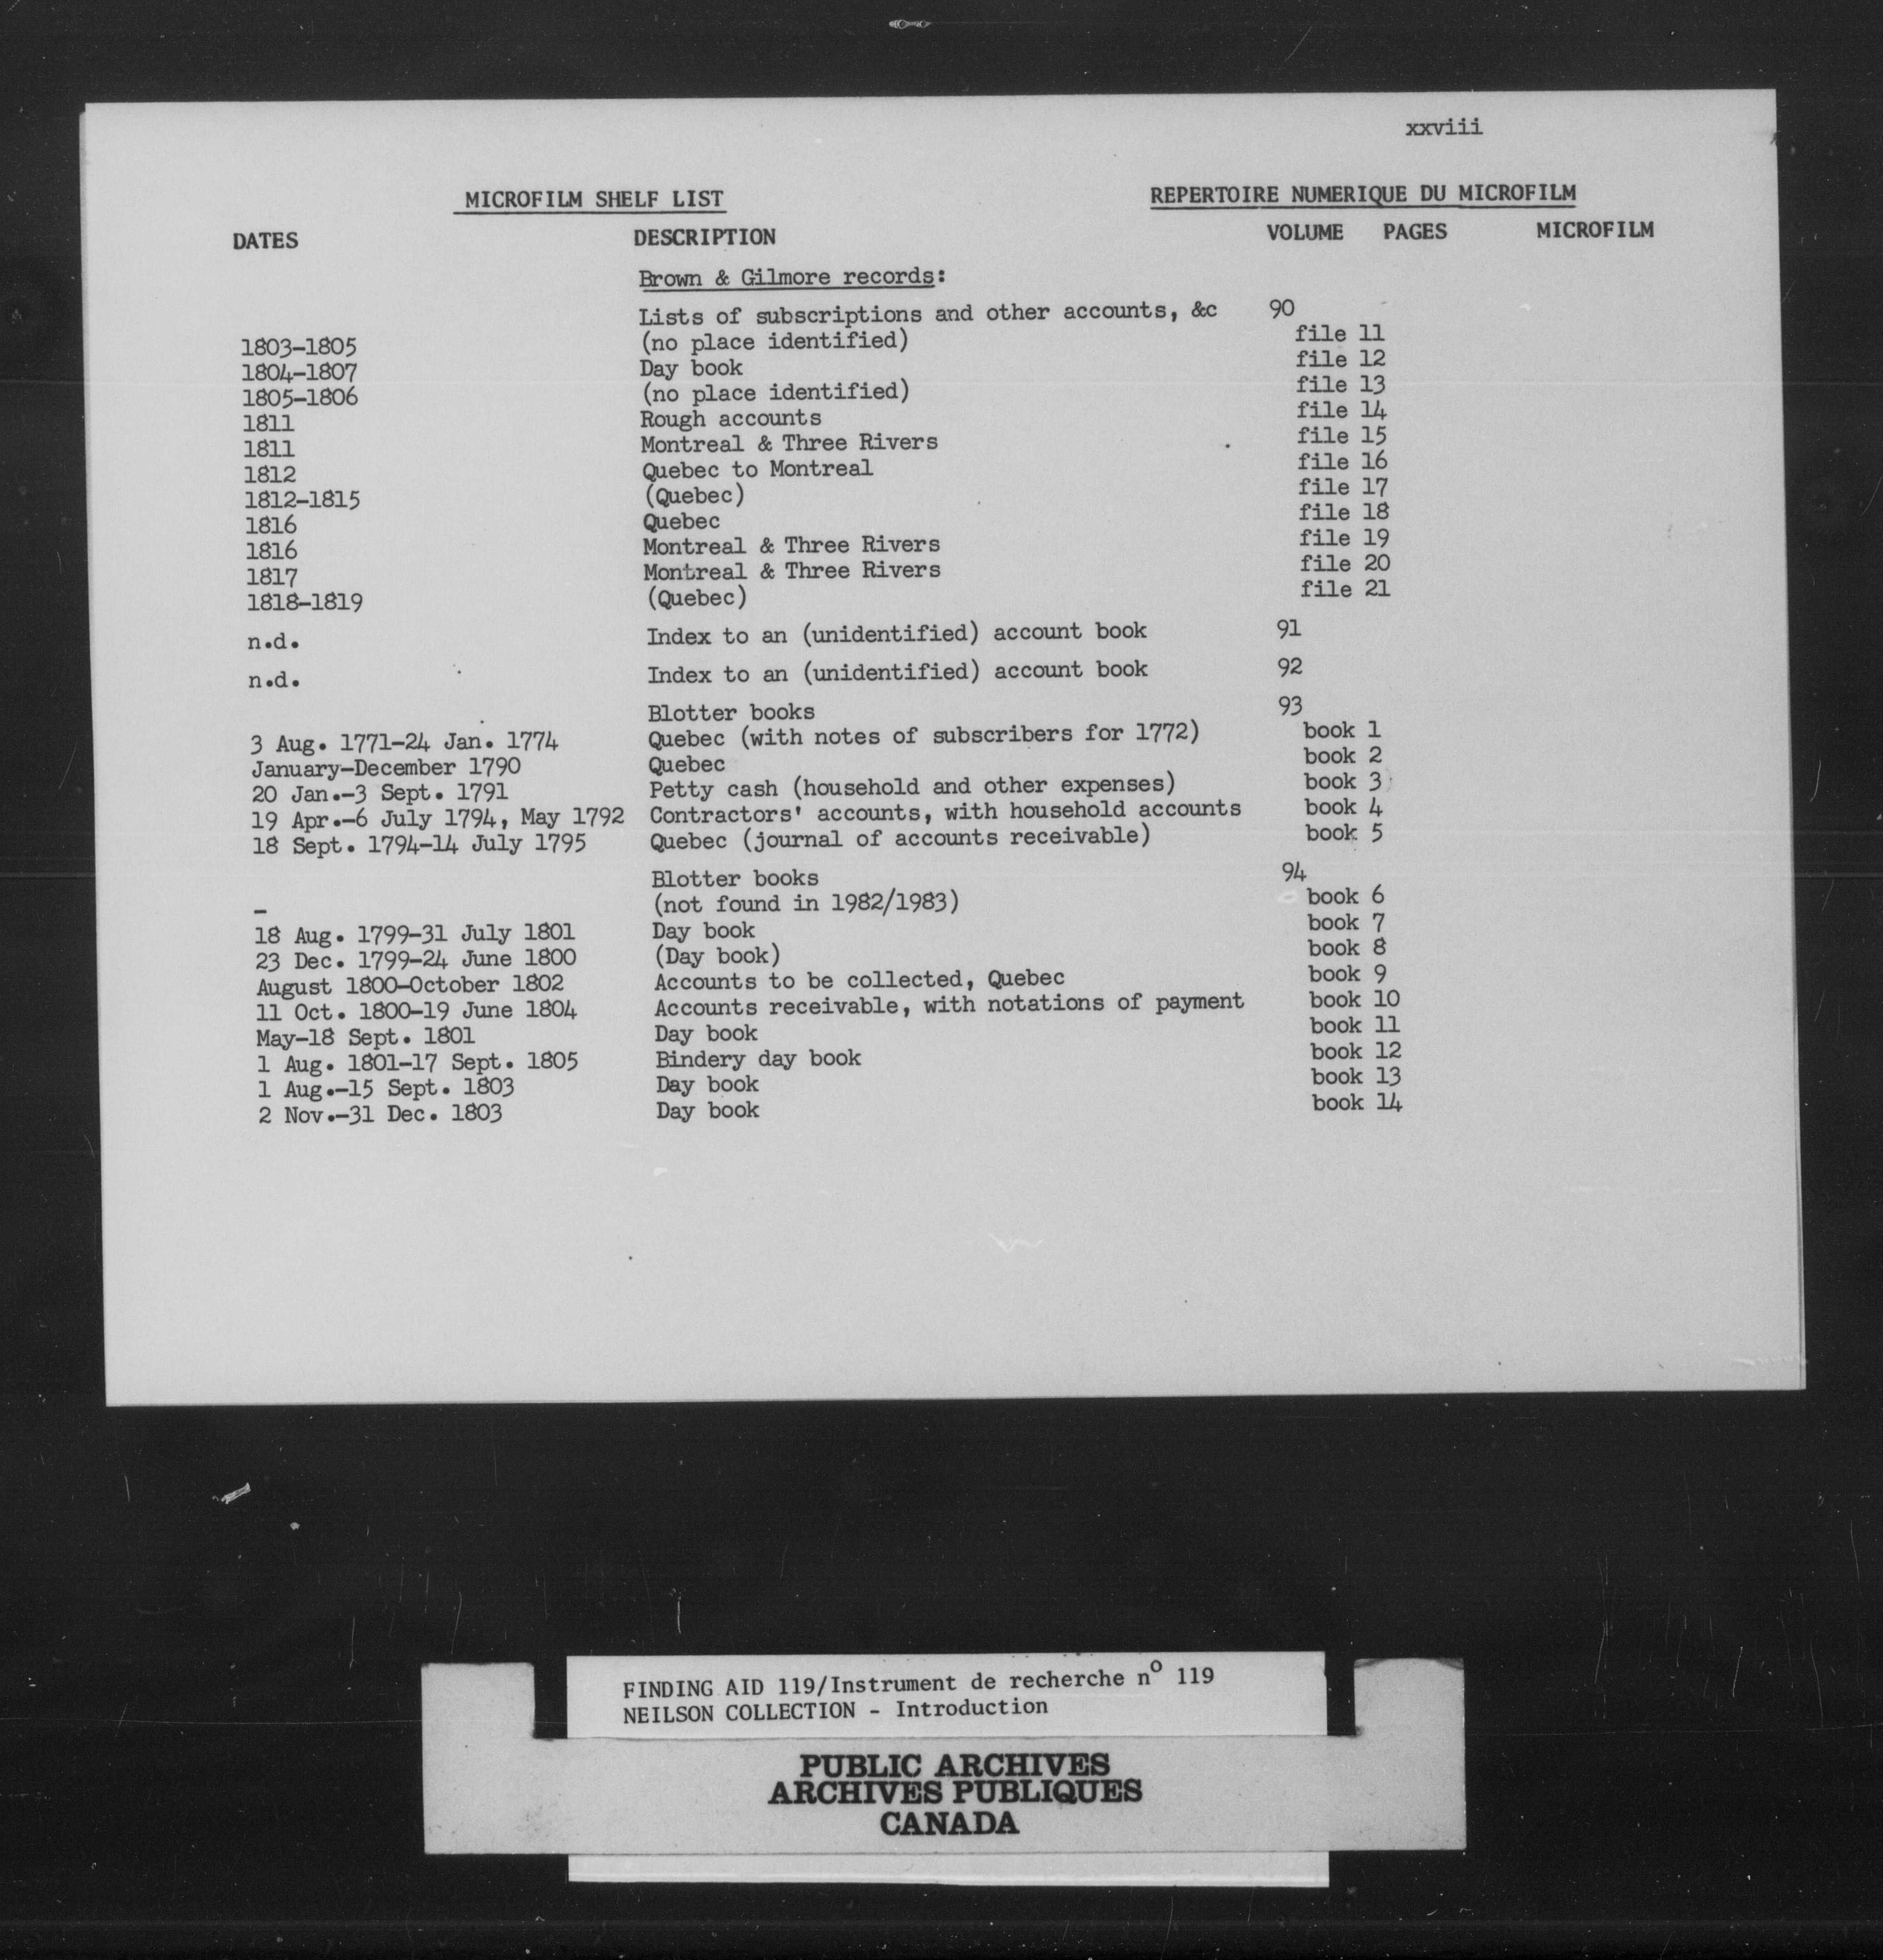 xxviii
MICROFILM SHELF LIST REPERTOIRE NUMERIQUE DU MICROFILM
DATES DESCRIPTION VOLUME PAGES MICROFILM
Brown & Gilmore records:
Lists of subscriptions and other accounts, &c 90
1803-1805 (no place identified) file 11
1804-1807 Day book file 12
1805-1806 (no place identified) file 13
1811 Rough accounts file 14
1811 Montreal & Three Rivers file 15
1812 Quebec to Montreal file 16
1812-1815 (Quebec) file 17
1816 Quebec file 18
1816 Montreal & Three Rivers file 19
1817 Montreal & Three Rivers file 20
1818-1819 (Quebec) file 21
n.d. Index to an (unidentified) account book 91
n.d. Index to an (unidentified) account book 92
Blotter books 93
3 Aug. 1771-24 Jan. 1774 Quebec (with notes of subscribers for 1772) book 1
January-December 1790 Quebec book 2
20 Jan.-3 Sept. 1791 Petty cash (household and other expenses) book 3
19 Apr.-6 July 1794, May 1792 Contractors' accounts, with household accounts book 4
18 Sept. 1794-14 July 1795 Quebec (journal of accounts receivable) book 5
Blotter books 94
- (not found in 1982/1983) book 6
18 Aug. 1799-31 July 1801 Day book book 7
23 Dec. 1799-24 June 1800 (Day book) book 8
August 1800-October 1802 Accounts to be collected, Quebec book 9
11 Oct. 1800-19 June 1804 Accounts receivable, with notations of payment book 10
May-18 Sept. 1801 Day book book 11
1 Aug. 1801-17 Sept. 1805 Bindery day book book 12
1 Aug.-15 Sept. 1803 Day book book 13
2 Nov.-31 Dec. 1803 Day book book 14
FINDING AID 119/Instrument de recherche nº 119
NEILSON COLLECTION - Introduction
PUBLIC ARCHIVES
ARCHIVES PUBLIQUES
CANADA